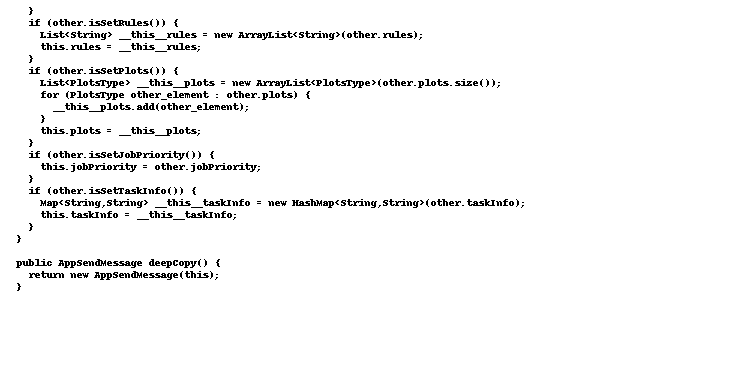 }
if (other.isSetRules()) {
List<String> __this__rules = new ArrayList<String>(other.rules);
this.rules = __this__rules;
}
if (other.isSetPlots()) {
List<PlotsType> __this__plots = new ArrayList<PlotsType>(other.plots.size());
for (PlotsType other_element : other.plots) {
__this__plots.add(other_element);
}
this.plots = __this__plots;
}
if (other.isSetJobPriority()) {
this.jobPriority = other.jobPriority;
}
if (other.isSetTaskInfo()) {
Map<String,String> __this__taskInfo = new HashMap<String,String>(other.taskInfo);
this.taskInfo = __this__taskInfo;
}
}
public AppSendMessage deepCopy() {
return new AppSendMessage(this);
}